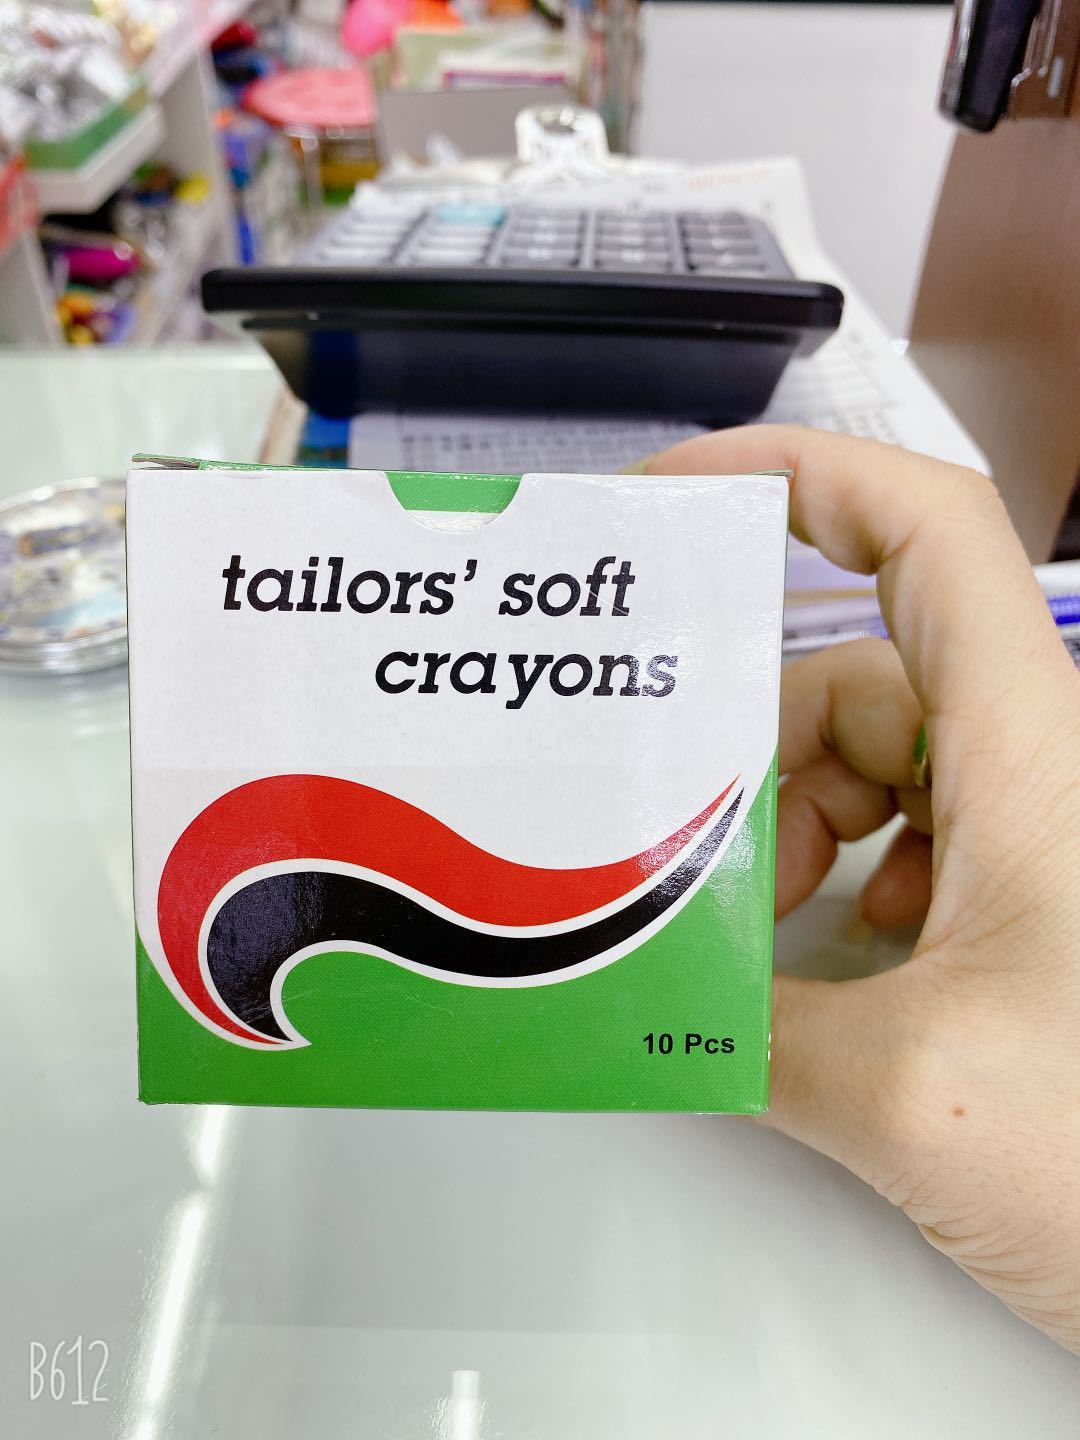 tailors' soft
crayons
10 Pcs
B612